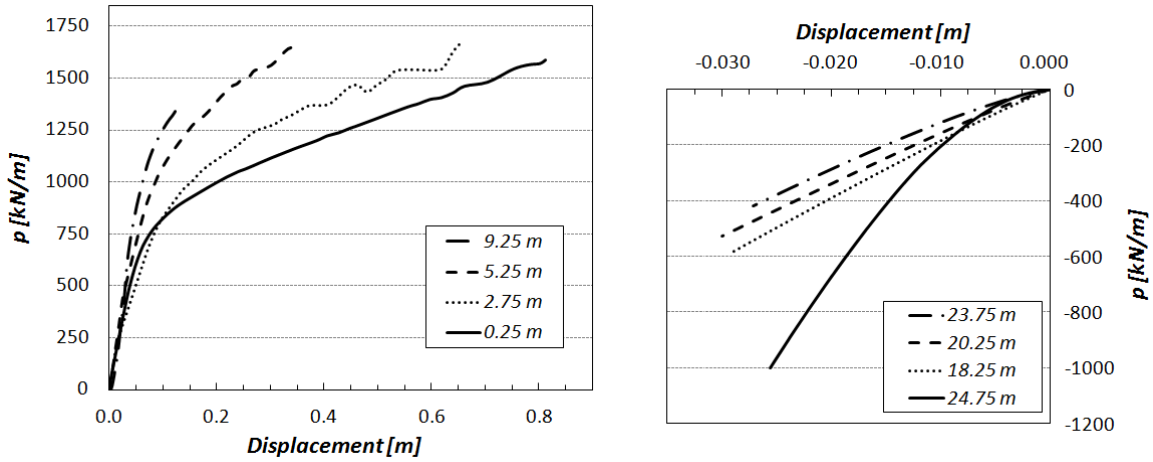 1750
1500
1250
1000
750
500
250
0
p [kN/m]
0.0 0.2 0.4 0.6 0.8
Displacement [m]
9.25 m
5.25 m
2.75 m
0.25 m
Displacement [m]
-0.030 -0.020 -0.010 0.000
0
-200
-400
-600
-800
-1000
-1200
p [kN/m]
23.75 m
20.25 m
18.25 m
24.75 m